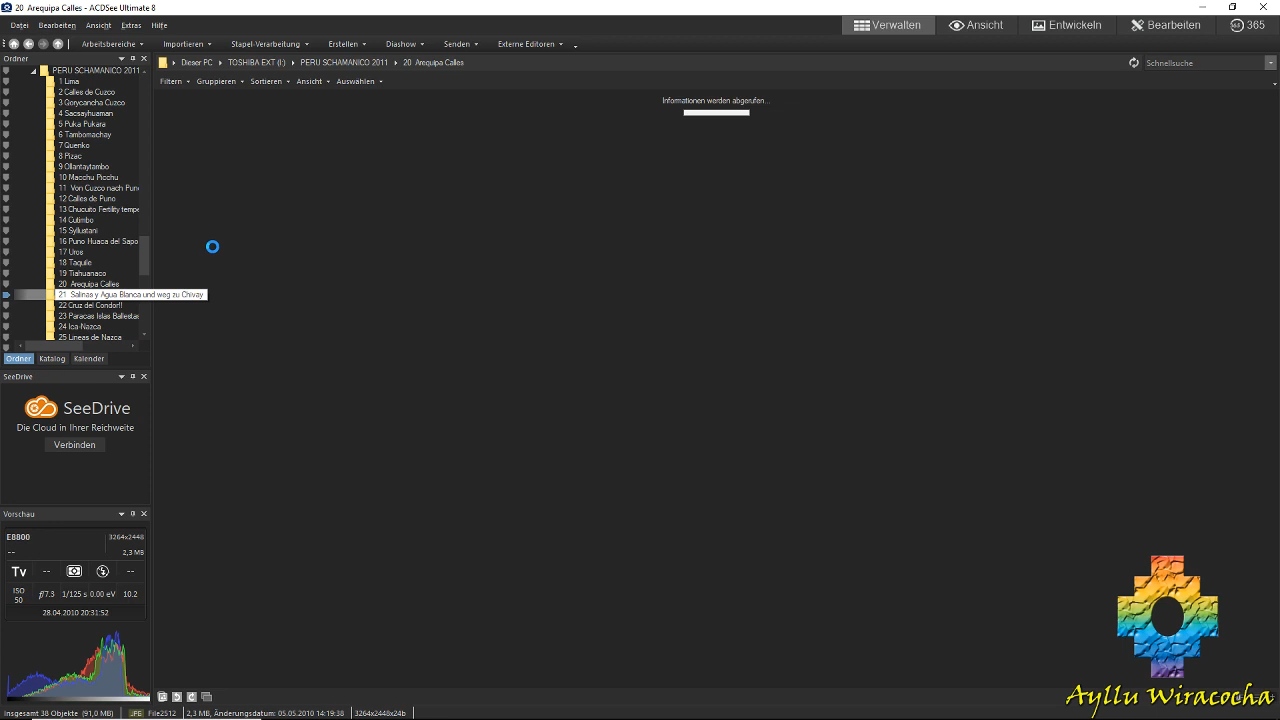 20 Arequipa Calles - ACDSee Ultimate 8
Datei Bearbeiten Ansicht Extras Hilfe
Verwalten Ansicht Entwickeln Bearbeiten 365
Arbeitsbereiche Importieren Stapel-Verarbeitung Erstellen Diashow Senden Externe Editoren
Ordner
Dieser PC TOSHIBA EXT (I:) PERU SCHAMANICO 2011 20 Arequipa Calles
Schnellsuche
Filtern Gruppieren Sortieren Ansicht Auswählen
Informationen werden abgerufen...
PERU SCHAMANICO 2011
1 Lima
2 Calles de Cuzco
3 Gorycancha Cuzco
4 Sacsayhuaman
5 Puka Pukara
6 Tambomachay
7 Quenko
8 Pizac
9 Ollantaytambo
10 Macchu Picchu
11 Von Cuzco nach Puno
12 Calles de Puno
13 Chucuito Fertility tempe
14 Cutimbo
15 Syllustani
16 Puno Huaca del Sapo
17 Uros
18 Taquile
19 Tiahuanaco
20 Arequipa Calles
21 Salinas y Agua Blanca und weg zu Chivay
22 Cruz del Condor!!
23 Paracas Islas Ballestas
24 Ica-Nazca
25 Lineas de Nazca
Ordner Katalog Kalender
SeeDrive
SeeDrive
Die Cloud in Ihrer Reichweite
Verbinden
Vorschau
E8800 3264x2448
-- 2,3 MB
Tv -- --
ISO 50 f/7.3 1/125 s 0.00 eV 10.2
28.04.2010 20:31:52
Ayllu Wiracocha
Insgesamt 38 Objekte (91,0 MB) JPG File2512 2,3 MB, Änderungsdatum: 05.05.2010 14:19:38 3264x2448x24b